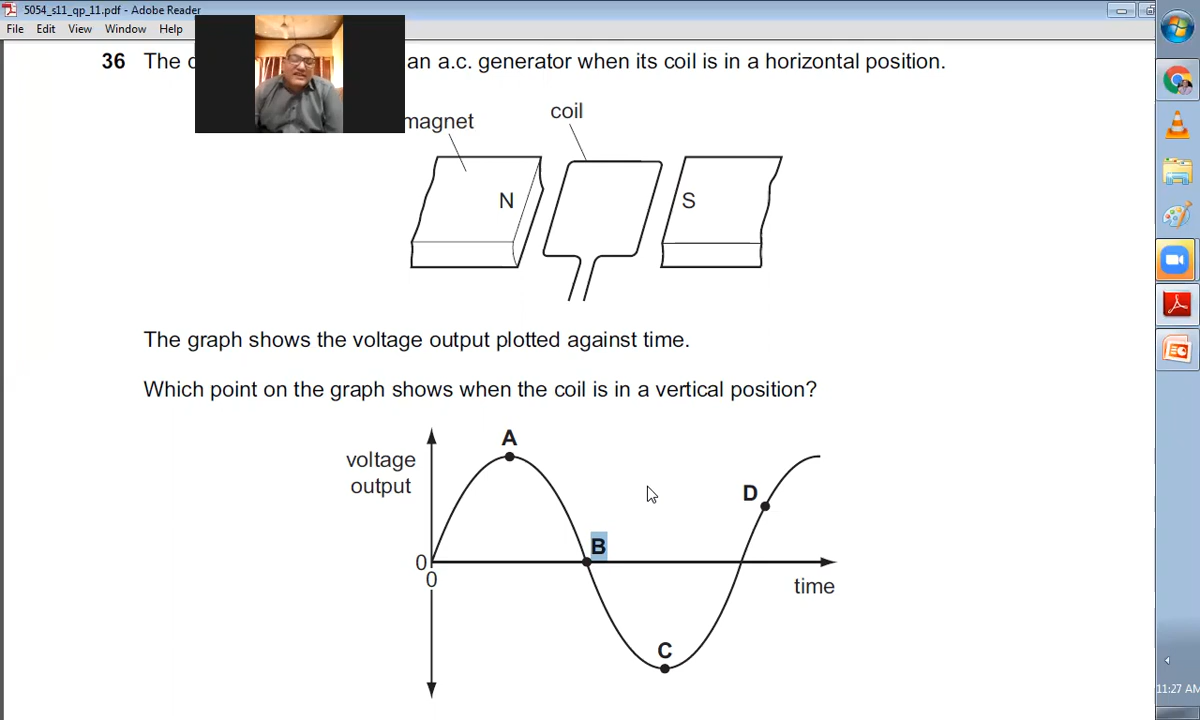 5054_s11_qp_11.pdf - Adobe Reader
File Edit View Window Help
36 The an a.c. generator when its coil is in a horizontal position.
coil
magnet
N
S
The graph shows the voltage output plotted against time.
Which point on the graph shows when the coil is in a vertical position?
A
voltage
output
D
B
0
0
time
C
11:27 AM